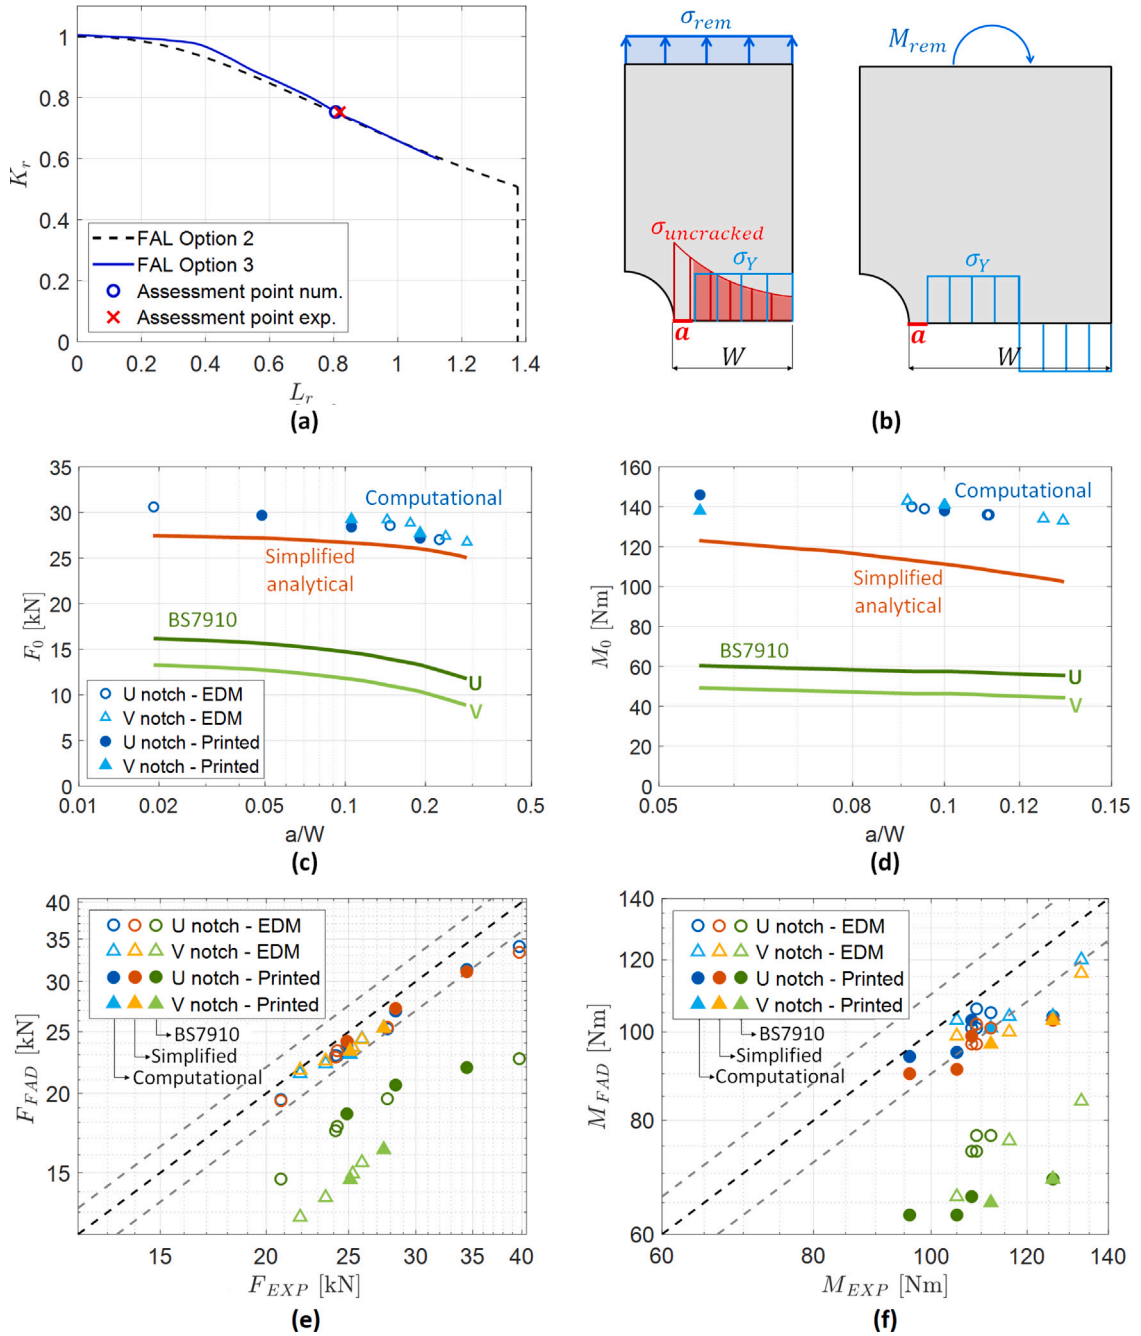 1
0.8
0.6
0.4
0.2
0
K_r
0 0.2 0.4 0.6 0.8 1 1.2 1.4
L_r
FAL Option 2
FAL Option 3
Assessment point num.
Assessment point exp.
(a)
σ_rem
M_rem
σ_uncracked
σ_Y
a
W
σ_Y
a
W
(b)
35
30
25
20
15
10
5
0
F_0 [kN]
Computational
Simplified
analytical
BS7910
U
V
U notch - EDM
V notch - EDM
U notch - Printed
V notch - Printed
0.01 0.02 0.05 0.1 0.2 0.5
a/W
(c)
160
140
120
100
80
60
40
20
0
M_0 [Nm]
Computational
Simplified
analytical
BS7910
U
V
0.05 0.08 0.1 0.12 0.15
a/W
(d)
40
35
30
25
20
15
F_FAD [kN]
U notch - EDM
V notch - EDM
U notch - Printed
V notch - Printed
BS7910
Simplified
Computational
15 20 25 30 35 40
F_EXP [kN]
(e)
140
120
100
80
60
M_FAD [Nm]
U notch - EDM
V notch - EDM
U notch - Printed
V notch - Printed
BS7910
Simplified
Computational
60 80 100 120 140
M_EXP [Nm]
(f)